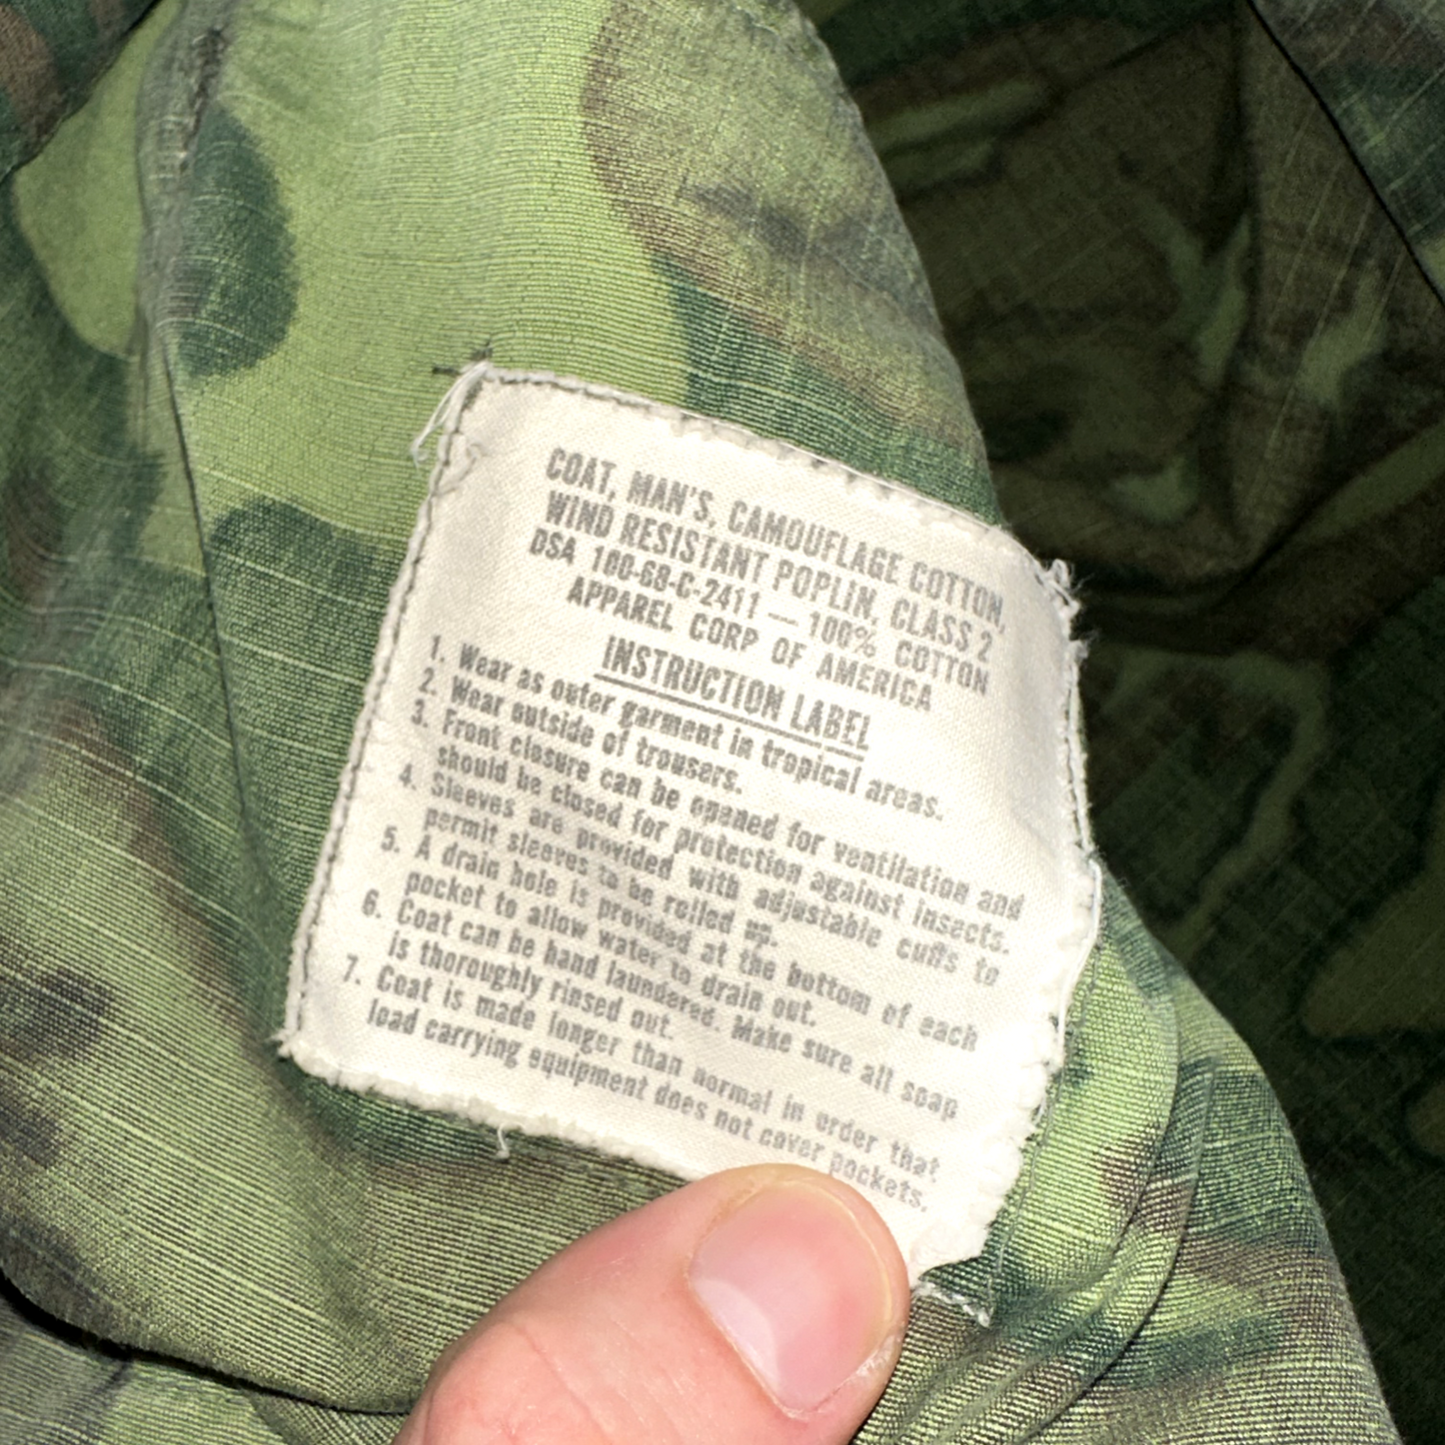 COAT, MAN'S, CAMOUFLAGE COTTON,
WIND RESISTANT POPLIN, CLASS 2
DSA 100-68-C-2411 — 100% COTTON
APPAREL CORP OF AMERICA
INSTRUCTION LABEL
1. Wear as outer garment in tropical areas.
2. Wear outside of trousers.
3. Front closure can be opened for ventilation and
should be closed for protection against insects.
4. Sleeves are provided with adjustable cuffs to
permit sleeves to be rolled up.
5. A drain hole is provided at the bottom of each
pocket to allow water to drain out.
6. Coat can be hand laundered. Make sure all soap
is thoroughly rinsed out.
7. Coat is made longer than normal in order that
load carrying equipment does not cover pockets.